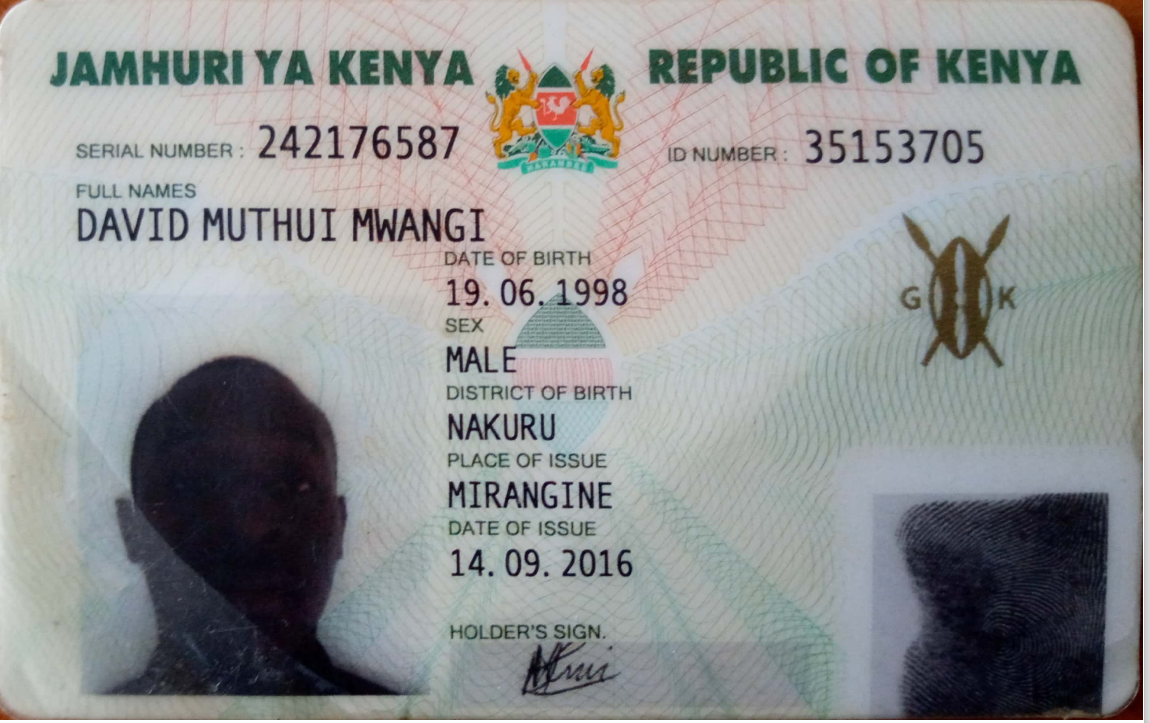 JAMHURI YA KENYA REPUBLIC OF KENYA
SERIAL NUMBER : 242176587 ID NUMBER : 35153705
FULL NAMES
DAVID MUTHUI MWANGI
DATE OF BIRTH
19.06.1998
SEX
MALE
DISTRICT OF BIRTH
NAKURU
PLACE OF ISSUE
MIRANGINE
DATE OF ISSUE
14.09.2016
HOLDER'S SIGN.
G K
HARAMBEE